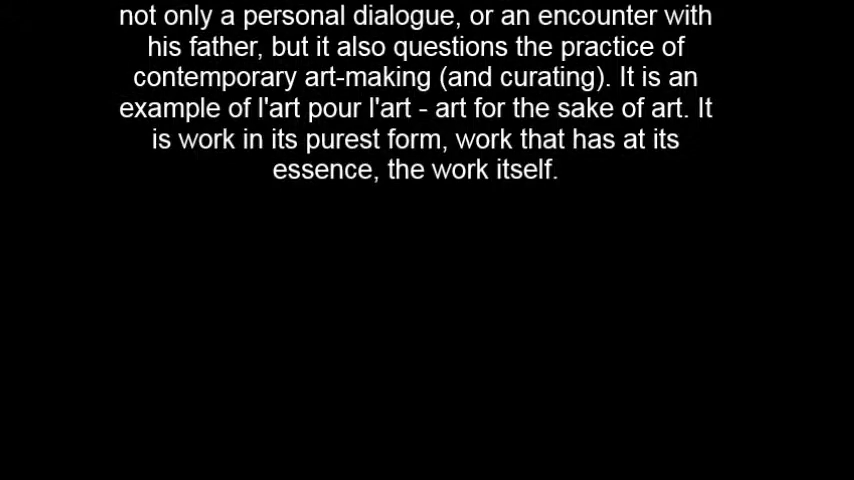 not only a personal dialogue, or an encounter with
his father, but it also questions the practice of
contemporary art-making (and curating). It is an
example of l'art pour l'art - art for the sake of art. It
is work in its purest form, work that has at its
essence, the work itself.